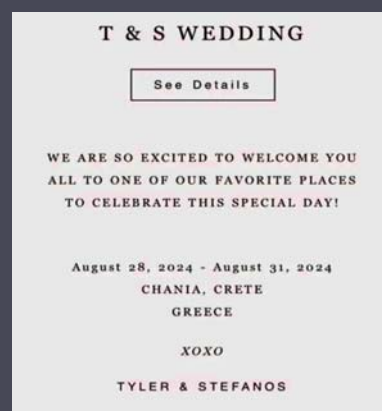 T & S WEDDING
See Details
WE ARE SO EXCITED TO WELCOME YOU
ALL TO ONE OF OUR FAVORITE PLACES
TO CELEBRATE THIS SPECIAL DAY!
August 28, 2024 - August 31, 2024
CHANIA, CRETE
GREECE
XOXO
TYLER & STEFANOS